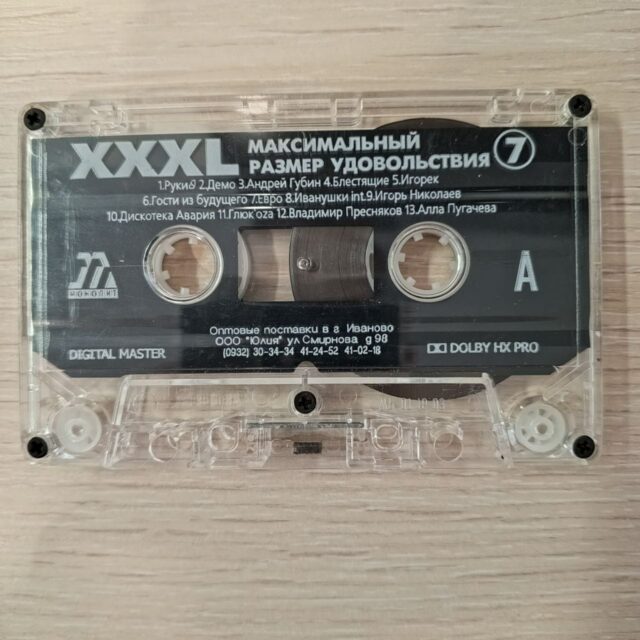 XXXL МАКСИМАЛЬНЫЙ
РАЗМЕР УДОВОЛЬСТВИЯ 7
1.Руки В 2.Демо 3.Андрей Губин 4.Блестящие 5.Игорек
6.Гости из будущего 7.Евро 8.Иванушки int.9.Игорь Николаев
10.Дискотека Авария 11.Глюк oza 12.Владимир Пресняков 13.Алла Пугачева
МОНОЛИТ
A
Оптовые поставки в г. Иваново
ООО "Юлия" ул Смирнова д 98
(0932) 30-34-34 41-24-52 41-02-18
DIGITAL MASTER
DOLBY HX PRO